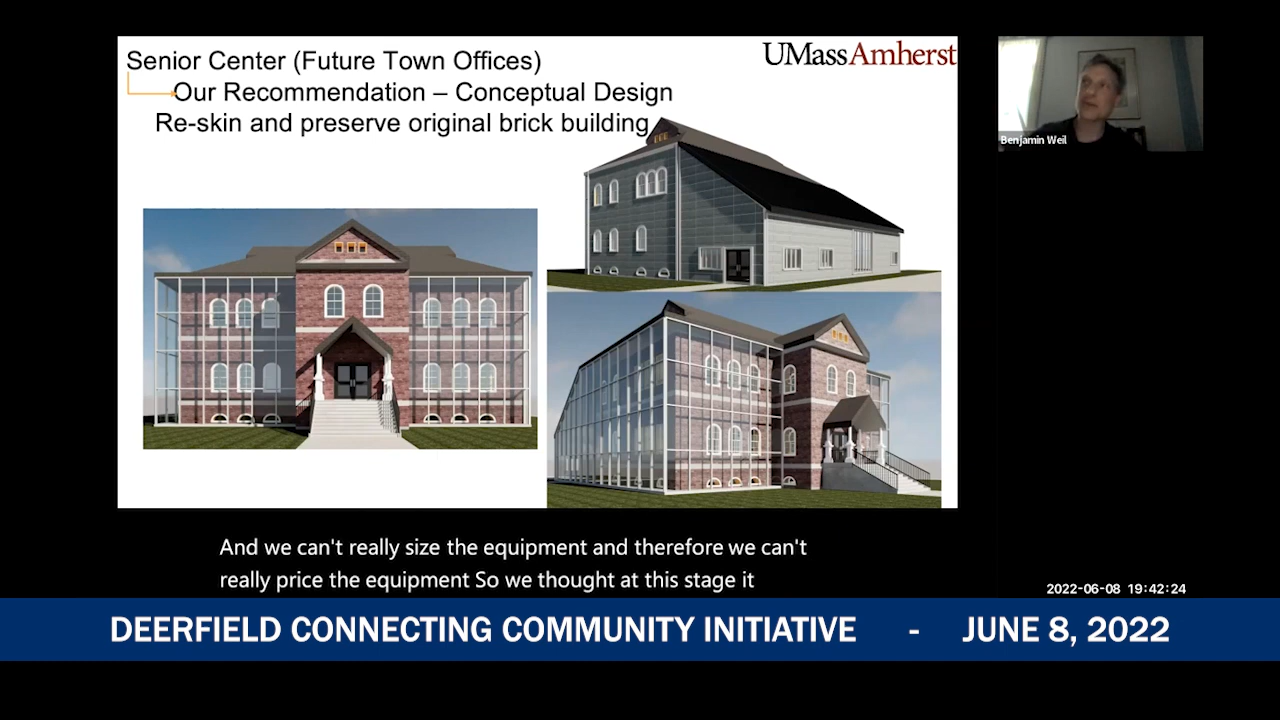 Senior Center (Future Town Offices)
UMassAmherst
Our Recommendation – Conceptual Design
Re-skin and preserve original brick building
Benjamin Weil
And we can't really size the equipment and therefore we can't
really price the equipment So we thought at this stage it
2022-06-08 19:42:24
DEERFIELD CONNECTING COMMUNITY INITIATIVE - JUNE 8, 2022